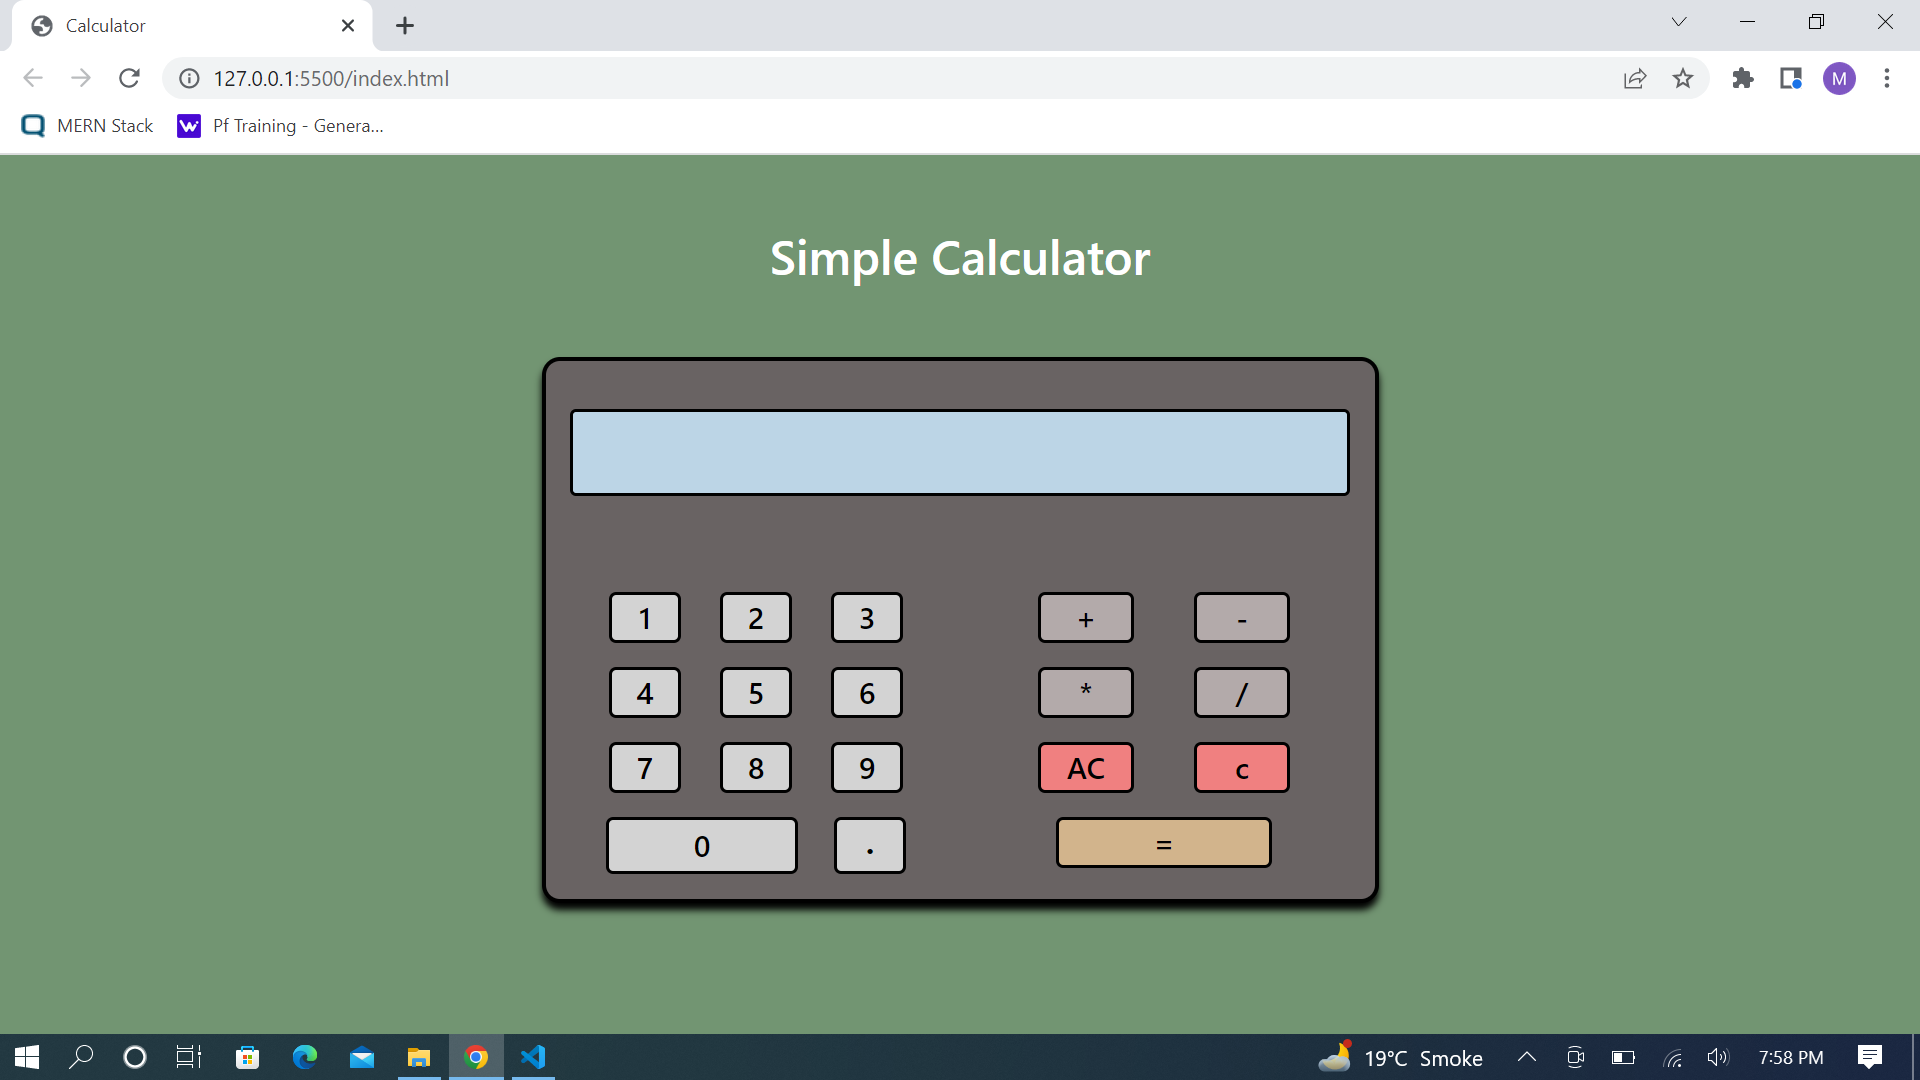 Calculator
127.0.0.1:5500/index.html
M
MERN Stack Pf Training - Genera...
Simple Calculator
1 2 3 + -
4 5 6 * /
7 8 9 AC c
0 . =
19°C Smoke 7:58 PM